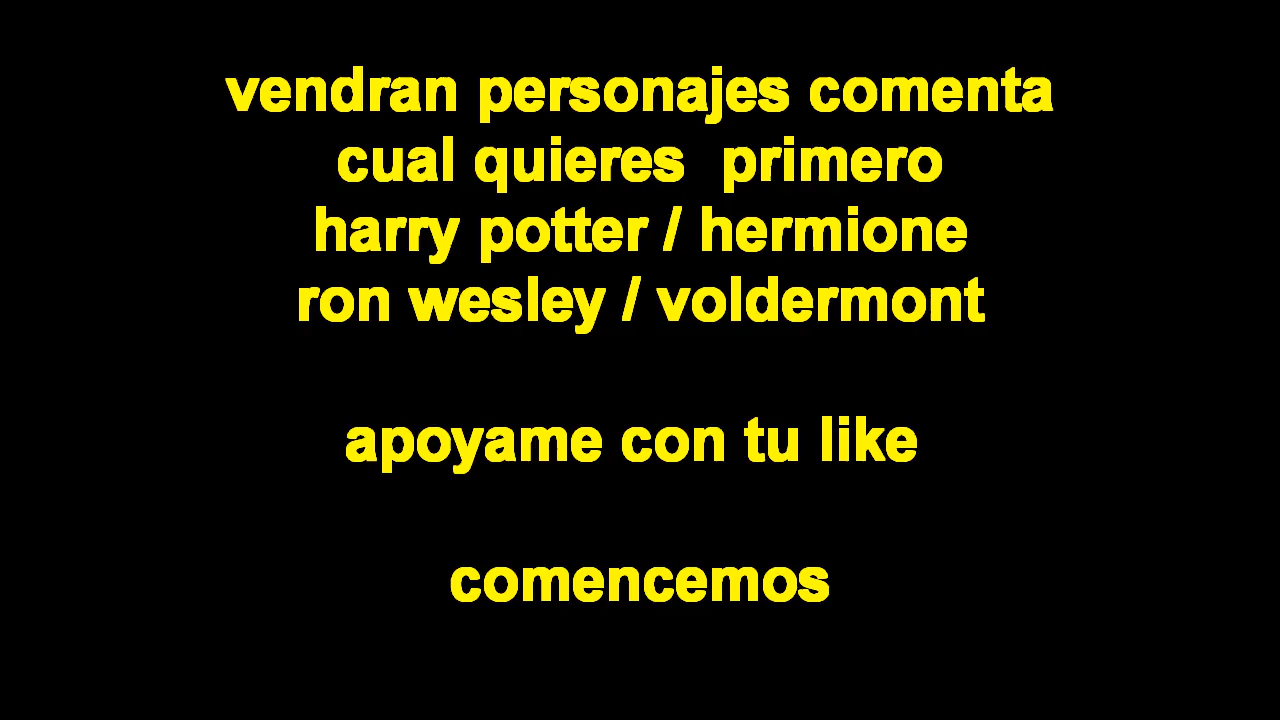 vendran personajes comenta
cual quieres primero
harry potter / hermione
ron wesley / voldermont
apoyame con tu like
comencemos